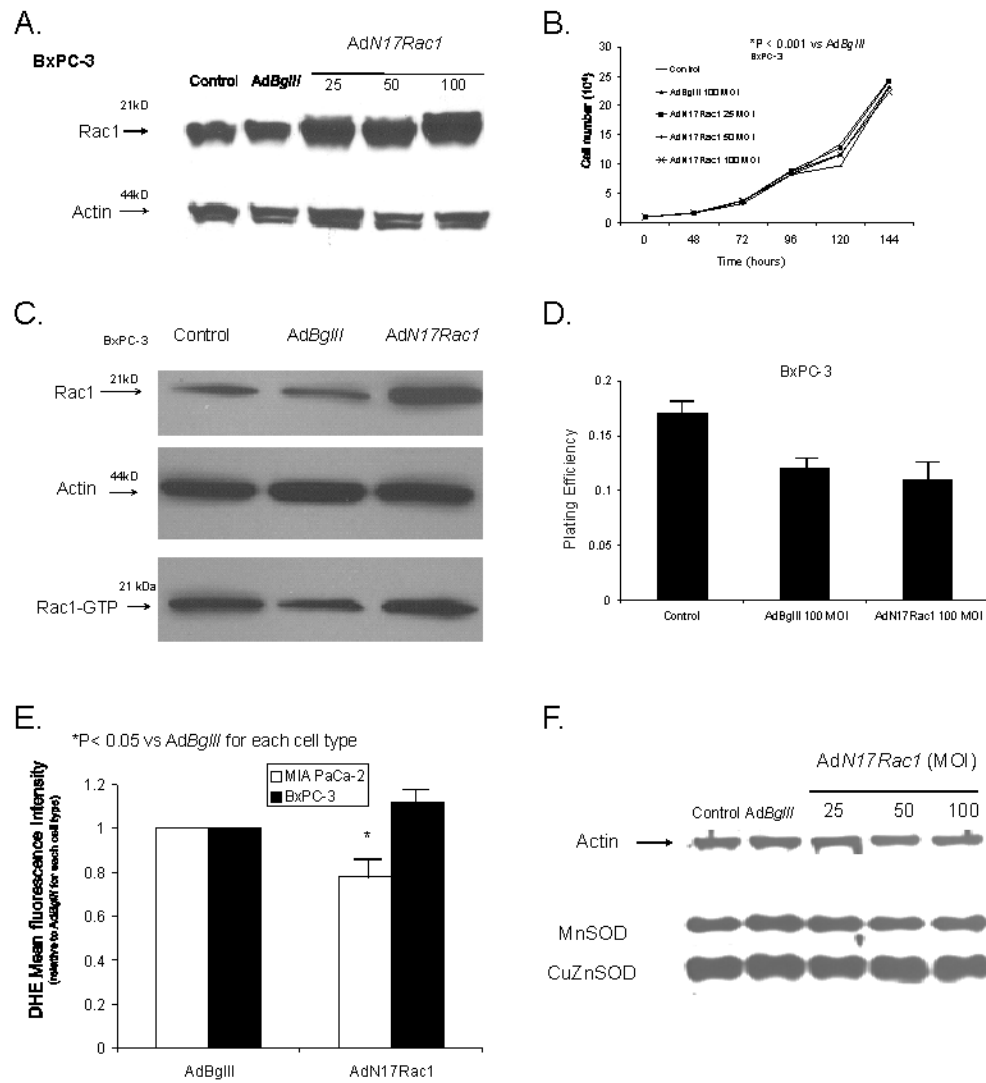 A.
AdN17Rac1
BxPC-3
Control AdBglII 25 50 100
21kD
Rac1
44kD
Actin
B.
*P < 0.001 vs AdBglII
BxPC-3
Cell number (10⁴)
30
25
20
15
10
5
0
Control
AdBglII 100 MOI
AdN17Rac1 25 MOI
AdN17Rac1 50 MOI
AdN17Rac1 100 MOI
0 48 72 96 120 144
Time (hours)
C.
BxPC-3 Control AdBglII AdN17Rac1
21kD
Rac1
44kD
Actin
21 kDa
Rac1-GTP
D.
BxPC-3
Plating Efficiency
0.2
0.15
0.1
0.05
0
Control AdBglII 100 MOI AdN17Rac1 100 MOI
E.
*P< 0.05 vs AdBglII for each cell type
DHE Mean fluorescence Intensity
(relative to AdBglII for each cell type)
1.2
1
0.8
0.6
0.4
0.2
0
MIA PaCa-2
BxPC-3
*
AdBglII AdN17Rac1
F.
AdN17Rac1 (MOI)
Control AdBglII 25 50 100
Actin
MnSOD
CuZnSOD